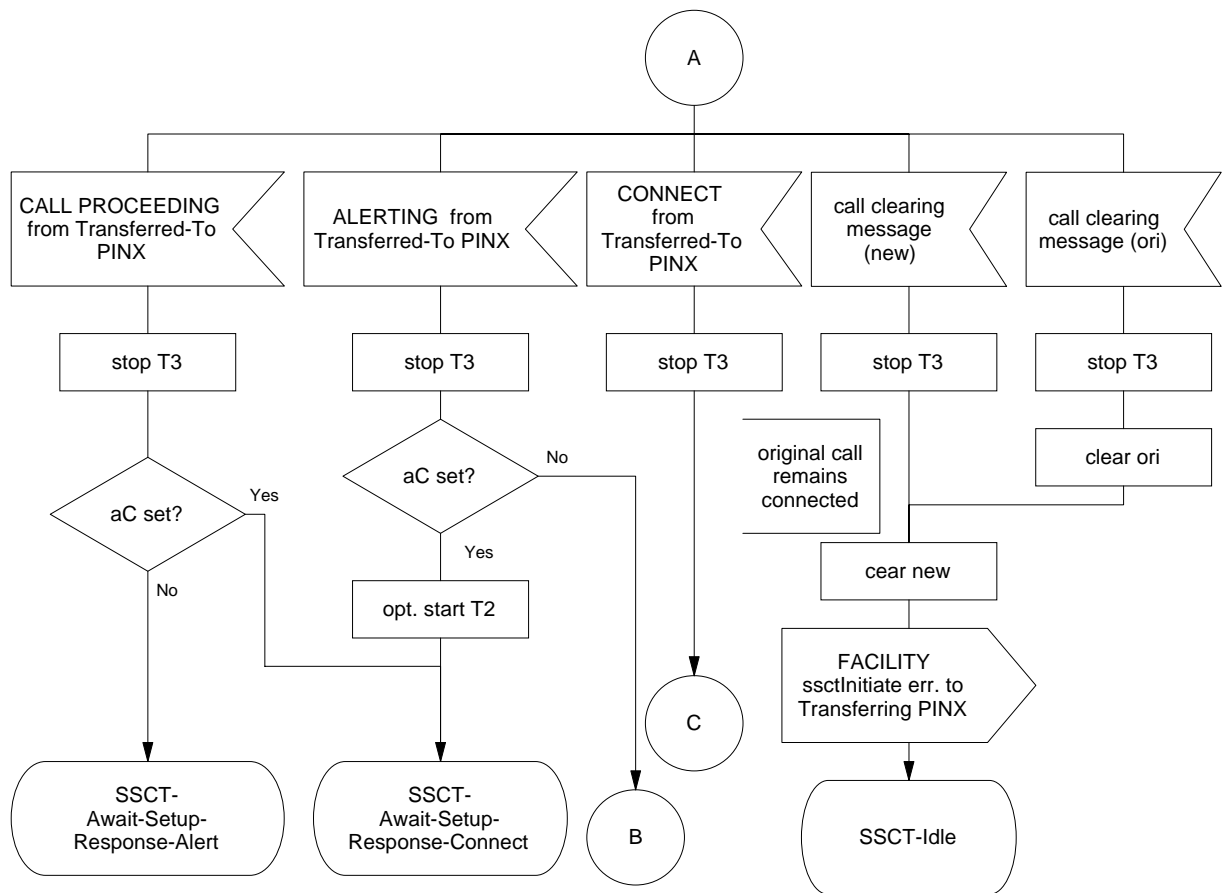 A
CALL PROCEEDING
from Transferred-To
PINX
ALERTING from
Transferred-To PINX
CONNECT
from
Transferred-To
PINX
call clearing
message
(new)
call clearing
message (ori)
stop T3
stop T3
stop T3
stop T3
stop T3
aC set?
Yes
No
aC set?
No
Yes
original call
remains
connected
clear ori
opt. start T2
cear new
FACILITY
ssctInitiate err. to
Transferring PINX
C
B
SSCT-
Await-Setup-
Response-Alert
SSCT-
Await-Setup-
Response-Connect
SSCT-Idle